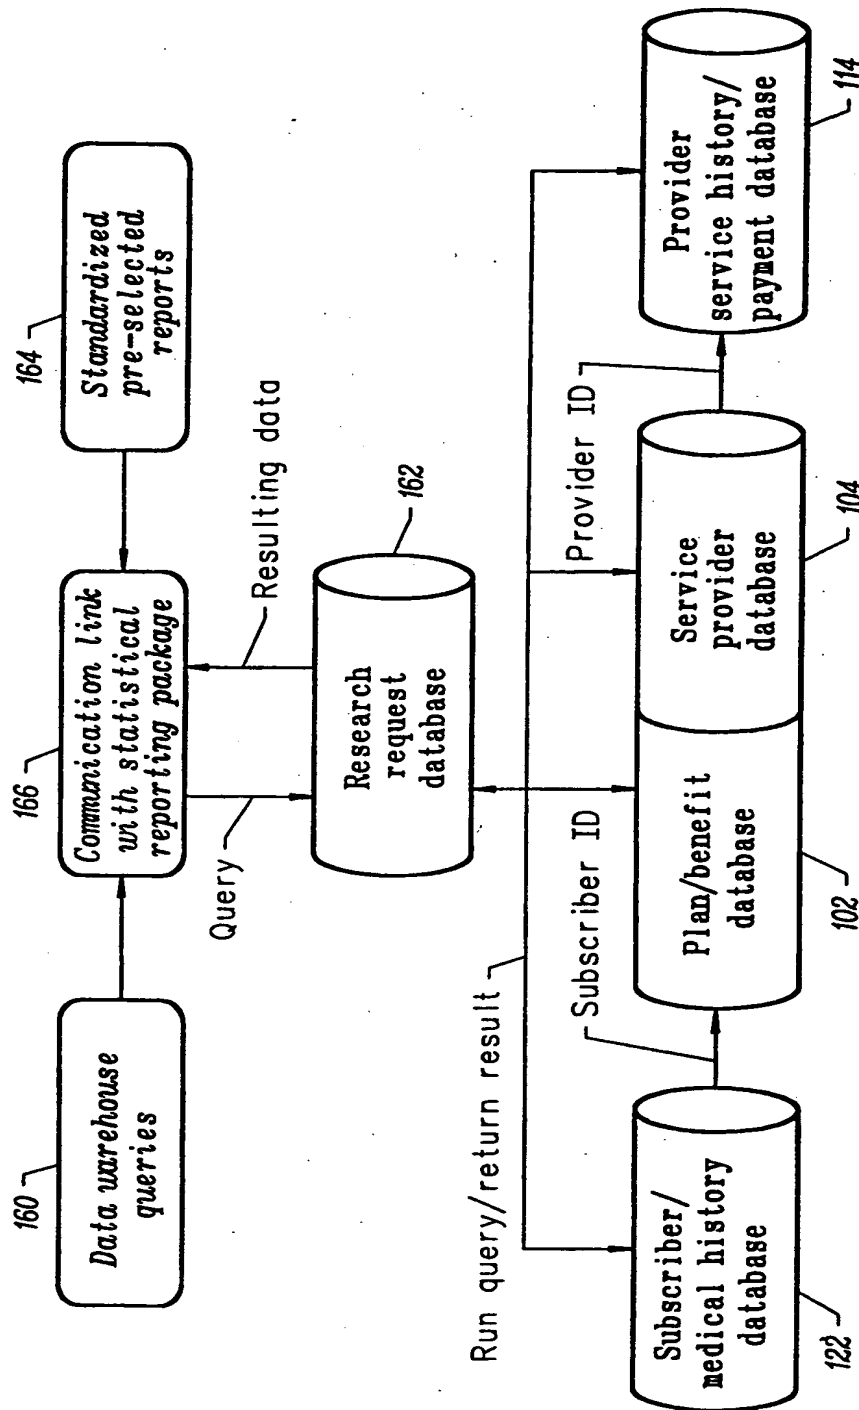 160
Data warehouse
queries
166
Communication link
with statistical
reporting package
164
Standardized
pre-selected
reports
Query
Resulting data
Research
request
database
162
Run query/return result
Subscriber ID
Provider ID
Subscriber/
medical history
database
122
Plan/benefit
database
102
Service
provider
database
104
Provider
service history/
payment database
114